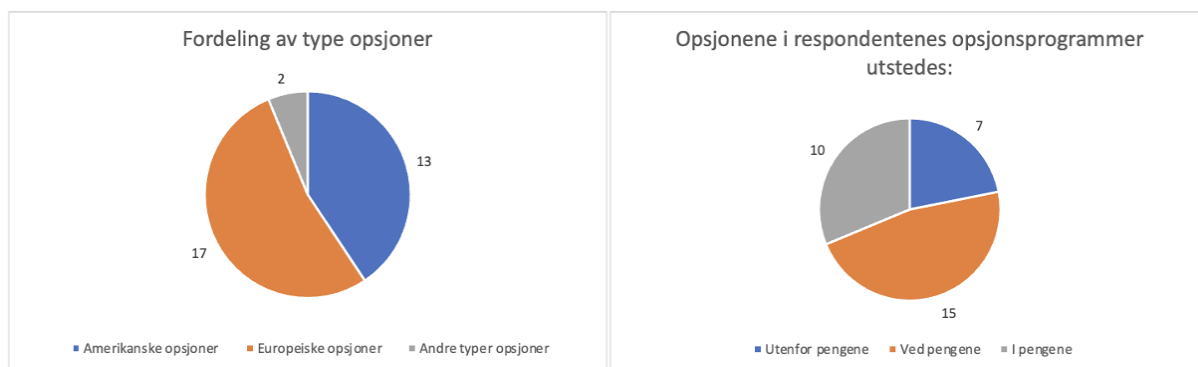 Fordeling av type opsjoner
2
13
17
Amerikanske opsjoner Europeiske opsjoner Andre typer opsjoner
Opsjonene i respondentenes opsjonsprogrammer
utstedes:
7
10
15
Utenfor pengene Ved pengene I pengene